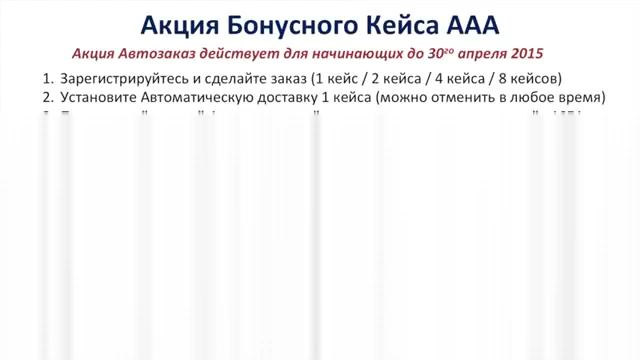 Акция Бонусного Кейса ААА
Акция Автозаказ действует для начинающих до 30го апреля 2015
1. Зарегистрируйтесь и сделайте заказ (1 кейс / 2 кейса / 4 кейса / 8 кейсов)
2. Установите Автоматическую доставку 1 кейса (можно отменить в любое время)